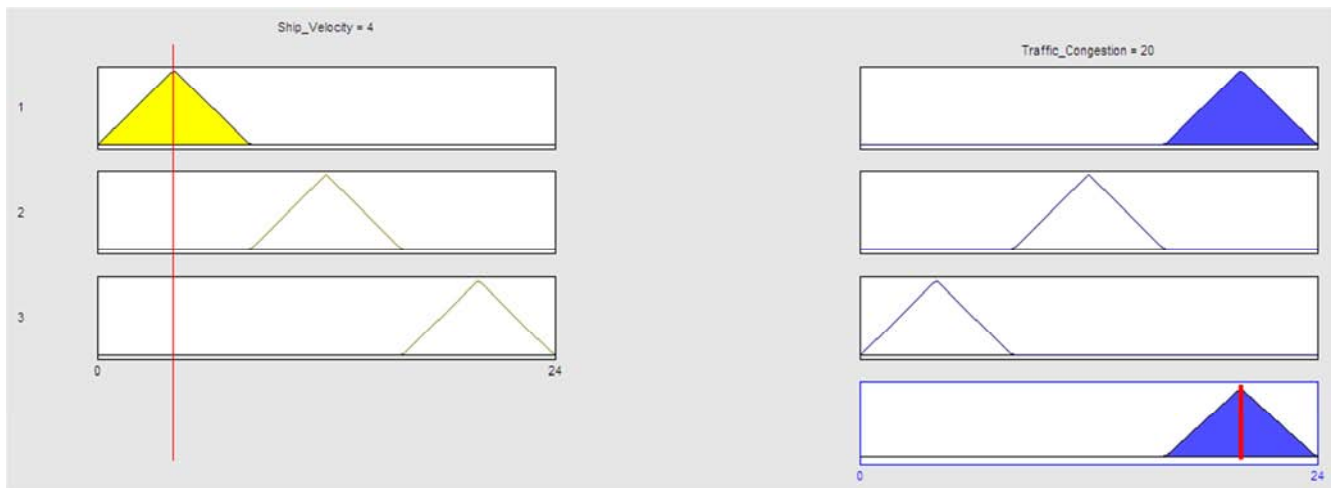 Ship_Velocity = 4
Traffic_Congestion = 20
1
2
3
0 24
0 24